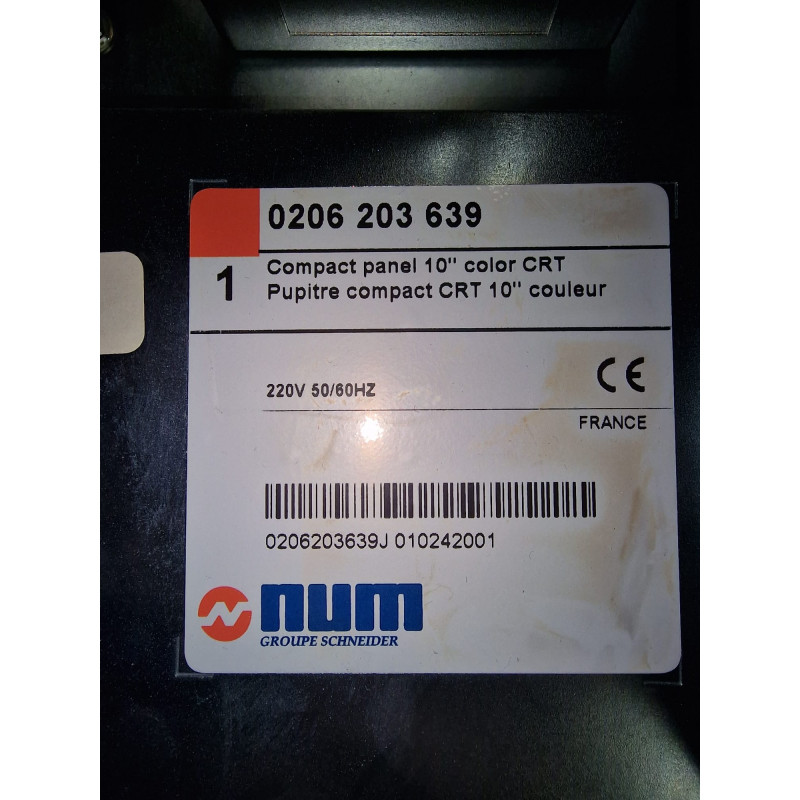 0206 203 639
1
Compact panel 10" color CRT
Pupitre compact CRT 10" couleur
220V 50/60HZ
CE
FRANCE
0206203639J 010242001
num
GROUPE SCHNEIDER